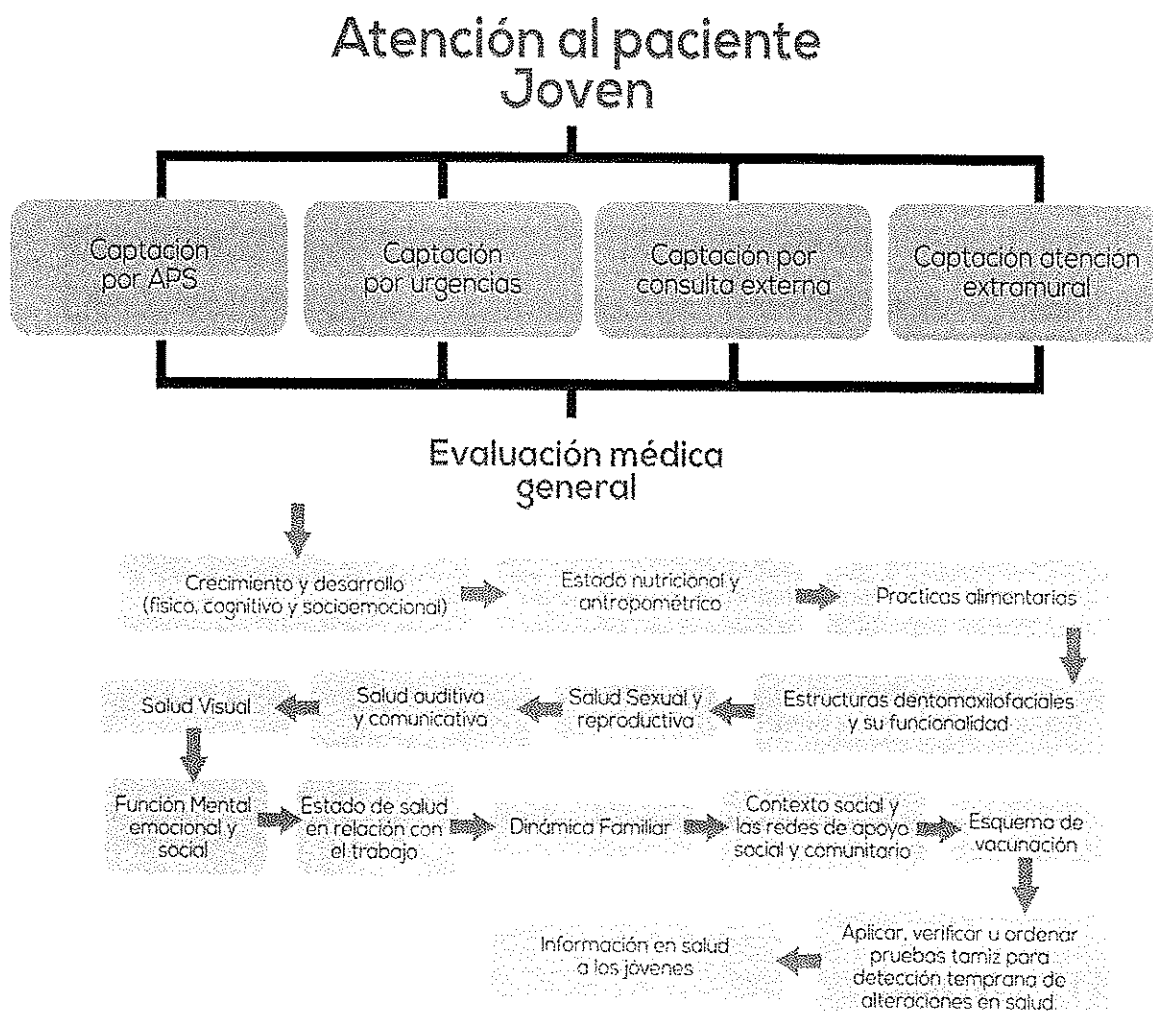 Atención al paciente
Joven
Captacion
por APS
Captación
por urgencias
Captación por
consulta externa
Captación atención
extramural
Evaluación médica
general
Crecimiento y desarrollo
(físico, cognitivo y socioemocional)
Estado nutricional y
antropométrico
Practicas alimentarias
Estructuras dentomaxilofaciales
y su funcionalidad
Salud Sexual y
reproductiva
Salud auditiva
y comunicativa
Salud Visual
Función Mental
emocional y
social
Estado de salud
en relación con
el trabajo
Dinámica Familiar
Contexto social y
las redes de apoyo
social y comunitario
Esquema de
vacunación
Aplicar, verificar u ordenar
pruebas tamiz para
detección temprana de
alteraciones en salud.
Información en salud
a los jóvenes